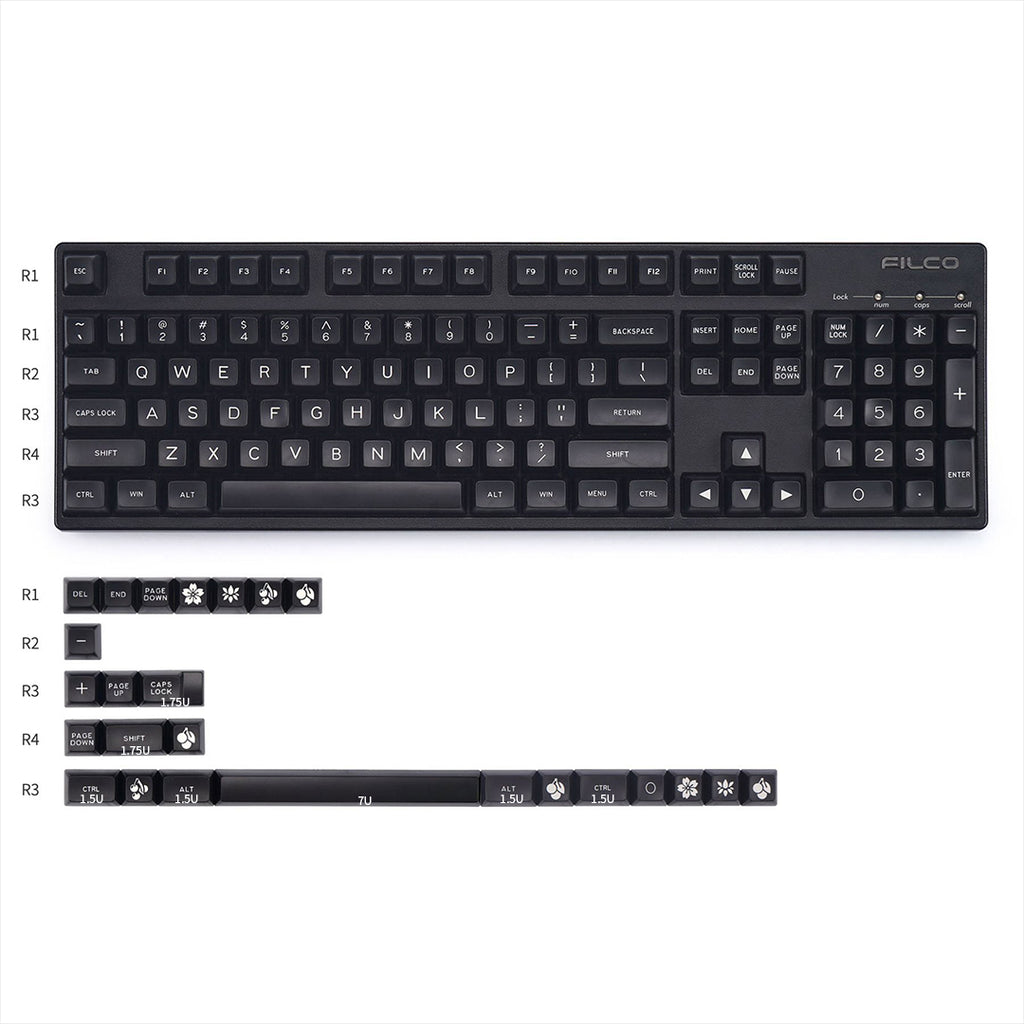 R1 ESC F1 F2 F3 F4 F5 F6 F7 F8 F9 F10 F11 F12 PRINT SCROLL LOCK PAUSE FILCO
Lock num caps scroll
R1 ~ ` ! 1 @ 2 # 3 $ 4 % 5 ^ 6 & 7 * 8 ( 9 ) 0 — – + = BACKSPACE INSERT HOME PAGE UP NUM LOCK / * –
R2 TAB Q W E R T Y U I O P { [ } ] | \ DEL END PAGE DOWN 7 8 9 +
R3 CAPS LOCK A S D F G H J K L : ; " ' RETURN 4 5 6
R4 SHIFT Z X C V B N M < , > . ? / SHIFT ▲ 1 2 3 ENTER
R3 CTRL WIN ALT ALT WIN MENU CTRL ◀ ▼ ▶ 0 .
R1 DEL END PAGE DOWN
R2 –
R3 + PAGE UP CAPS LOCK 1.75U
R4 PAGE DOWN SHIFT 1.75U
R3 CTRL 1.5U ALT 1.5U 7U ALT 1.5U CTRL 1.5U 0